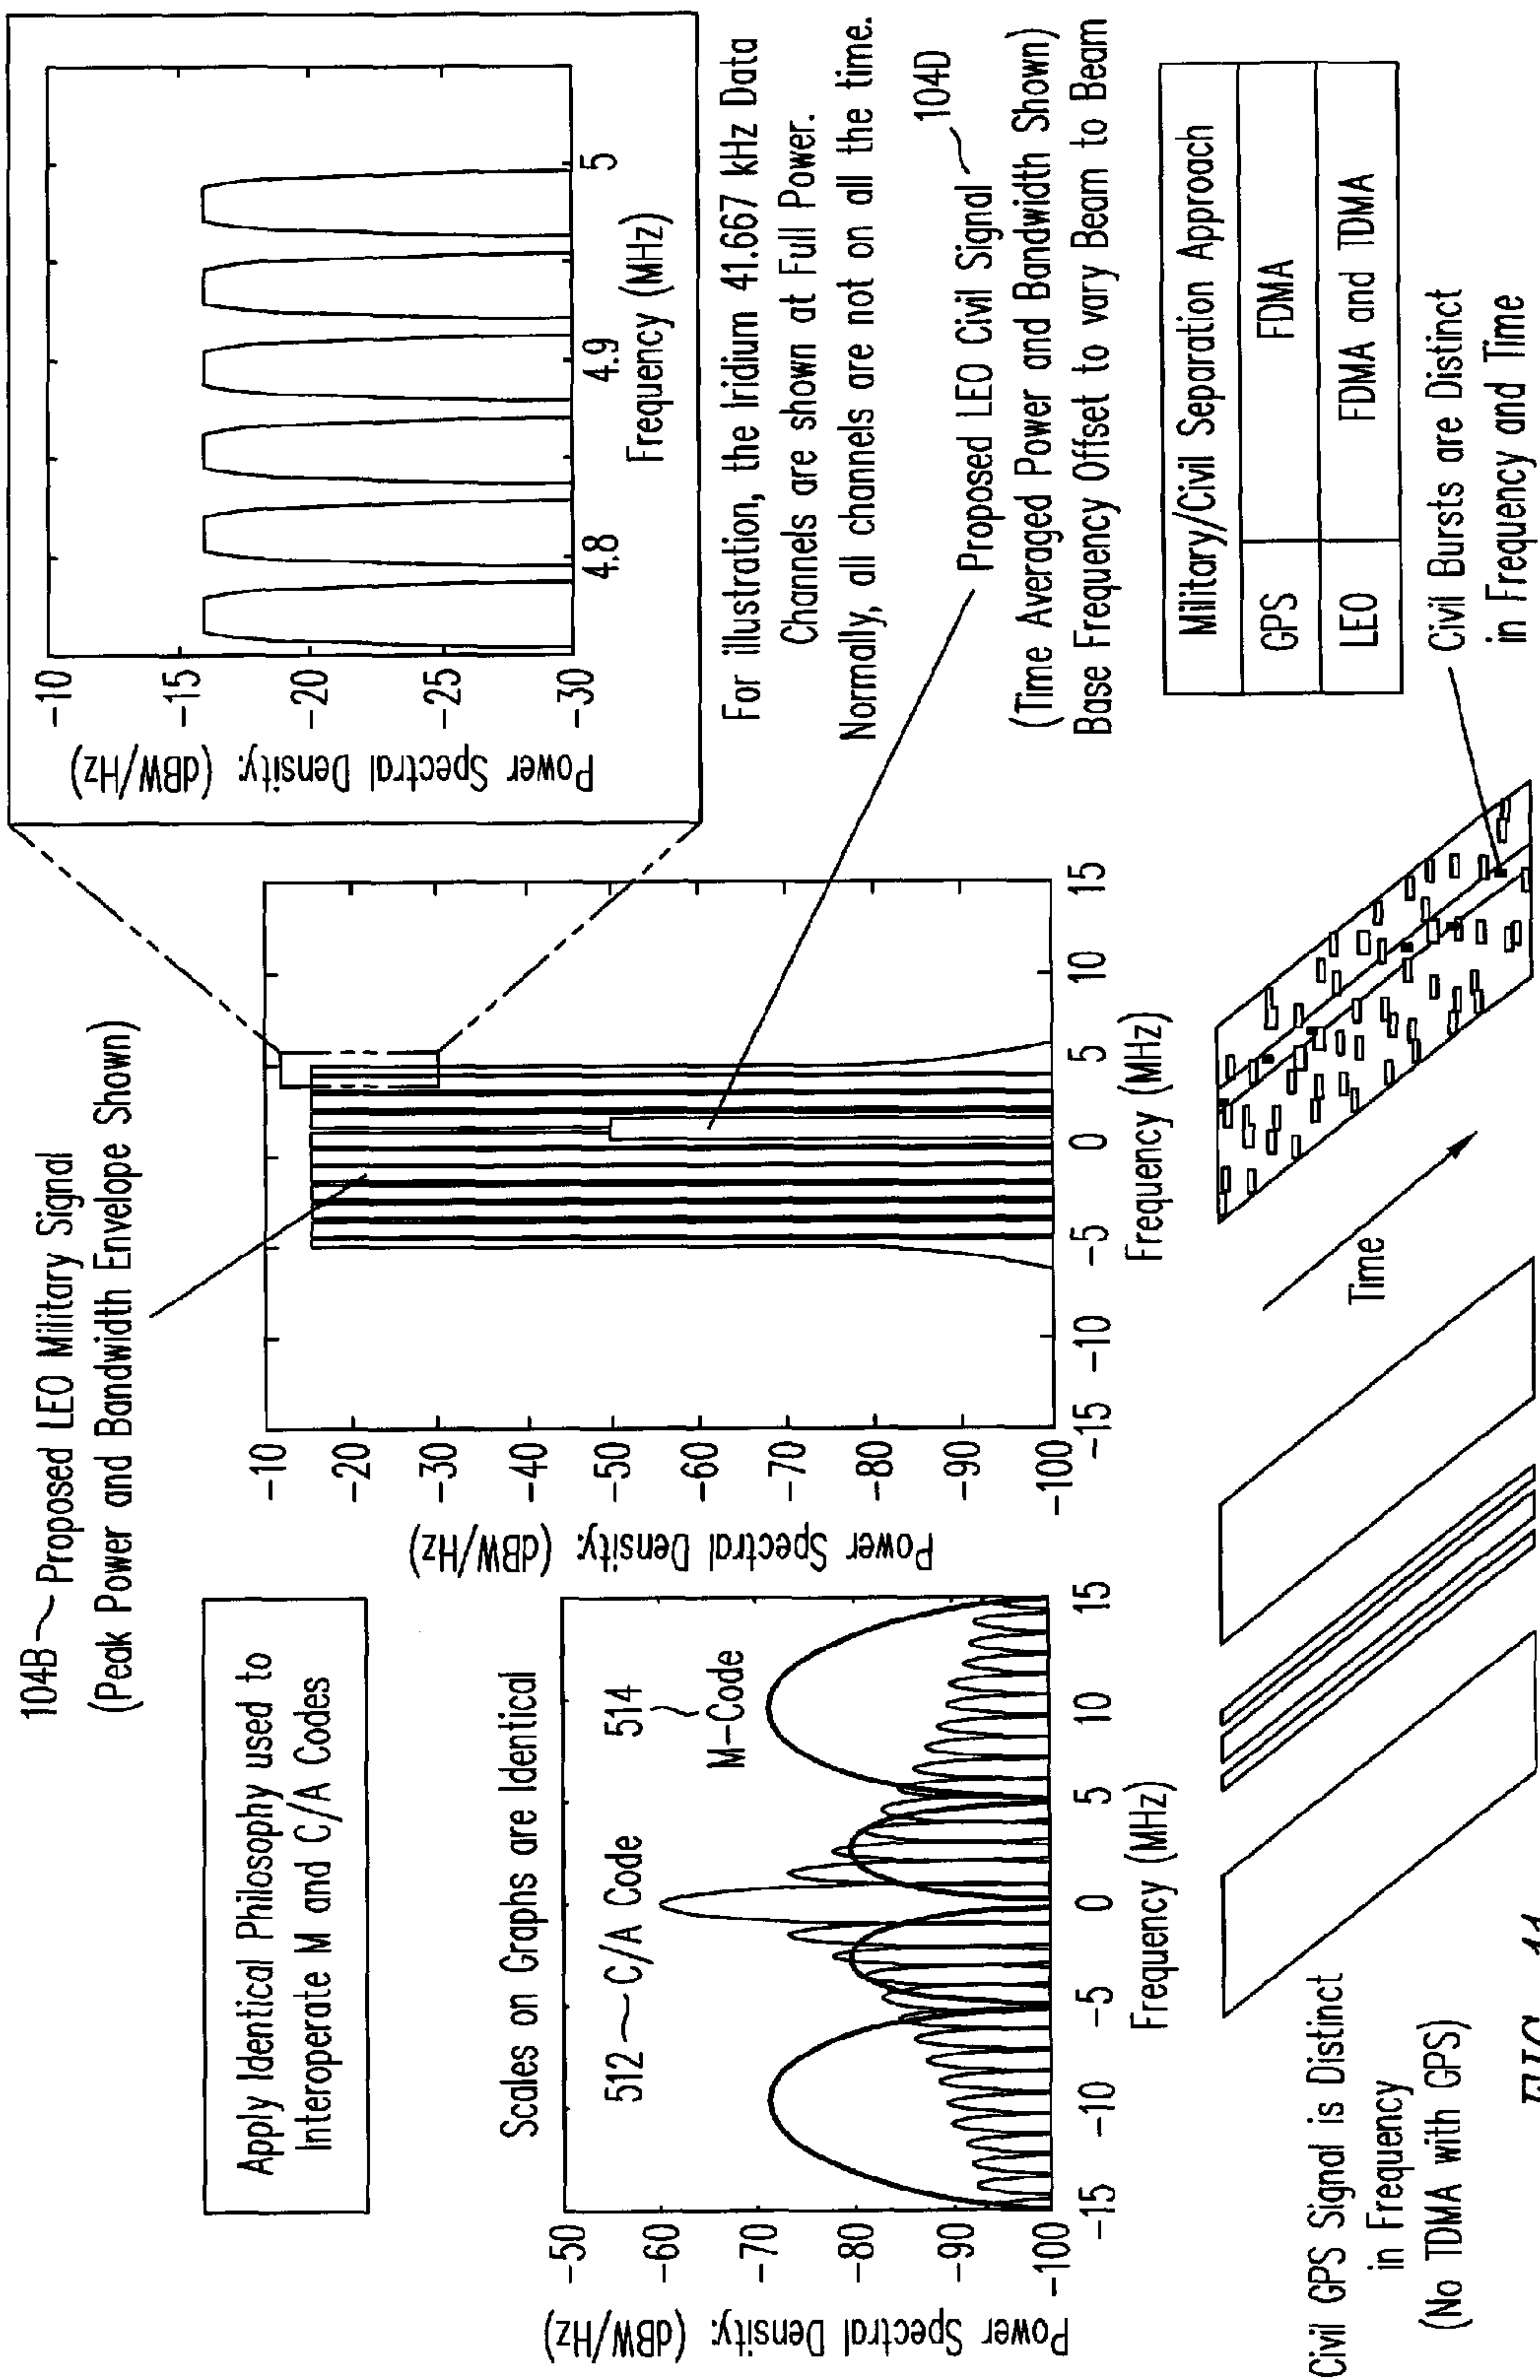 104B Proposed LEO Military Signal
(Peak Power and Bandwidth Envelope Shown)
Apply Identical Philosophy used to
Interoperate M and C/A Codes
Scales on Graphs are Identical
512 C/A Code
514
M-Code
Power Spectral Density: (dBW/Hz)
-50
-60
-70
-80
-90
-100
-15 -10 -5 0 5 10 15
Frequency (MHz)
Power Spectral Density: (dBW/Hz)
-10
-20
-30
-40
-50
-60
-70
-80
-90
-100
-15 -10 -5 0 5 10 15
Frequency (MHz)
Power Spectral Density: (dBW/Hz)
-10
-15
-20
-25
-30
4.8 4.9 5
Frequency (MHz)
For illustration, the Iridium 41.667 kHz Data
Channels are shown at Full Power.
Normally, all channels are not on all the time.
Proposed LEO Civil Signal 104D
(Time Averaged Power and Bandwidth Shown)
Base Frequency Offset to vary Beam to Beam
Military/Civil Separation Approach
GPS FDMA
LEO FDMA and TDMA
Civil GPS Signal is Distinct
in Frequency
(No TDMA with GPS)
Time
Civil Bursts are Distinct
in Frequency and Time